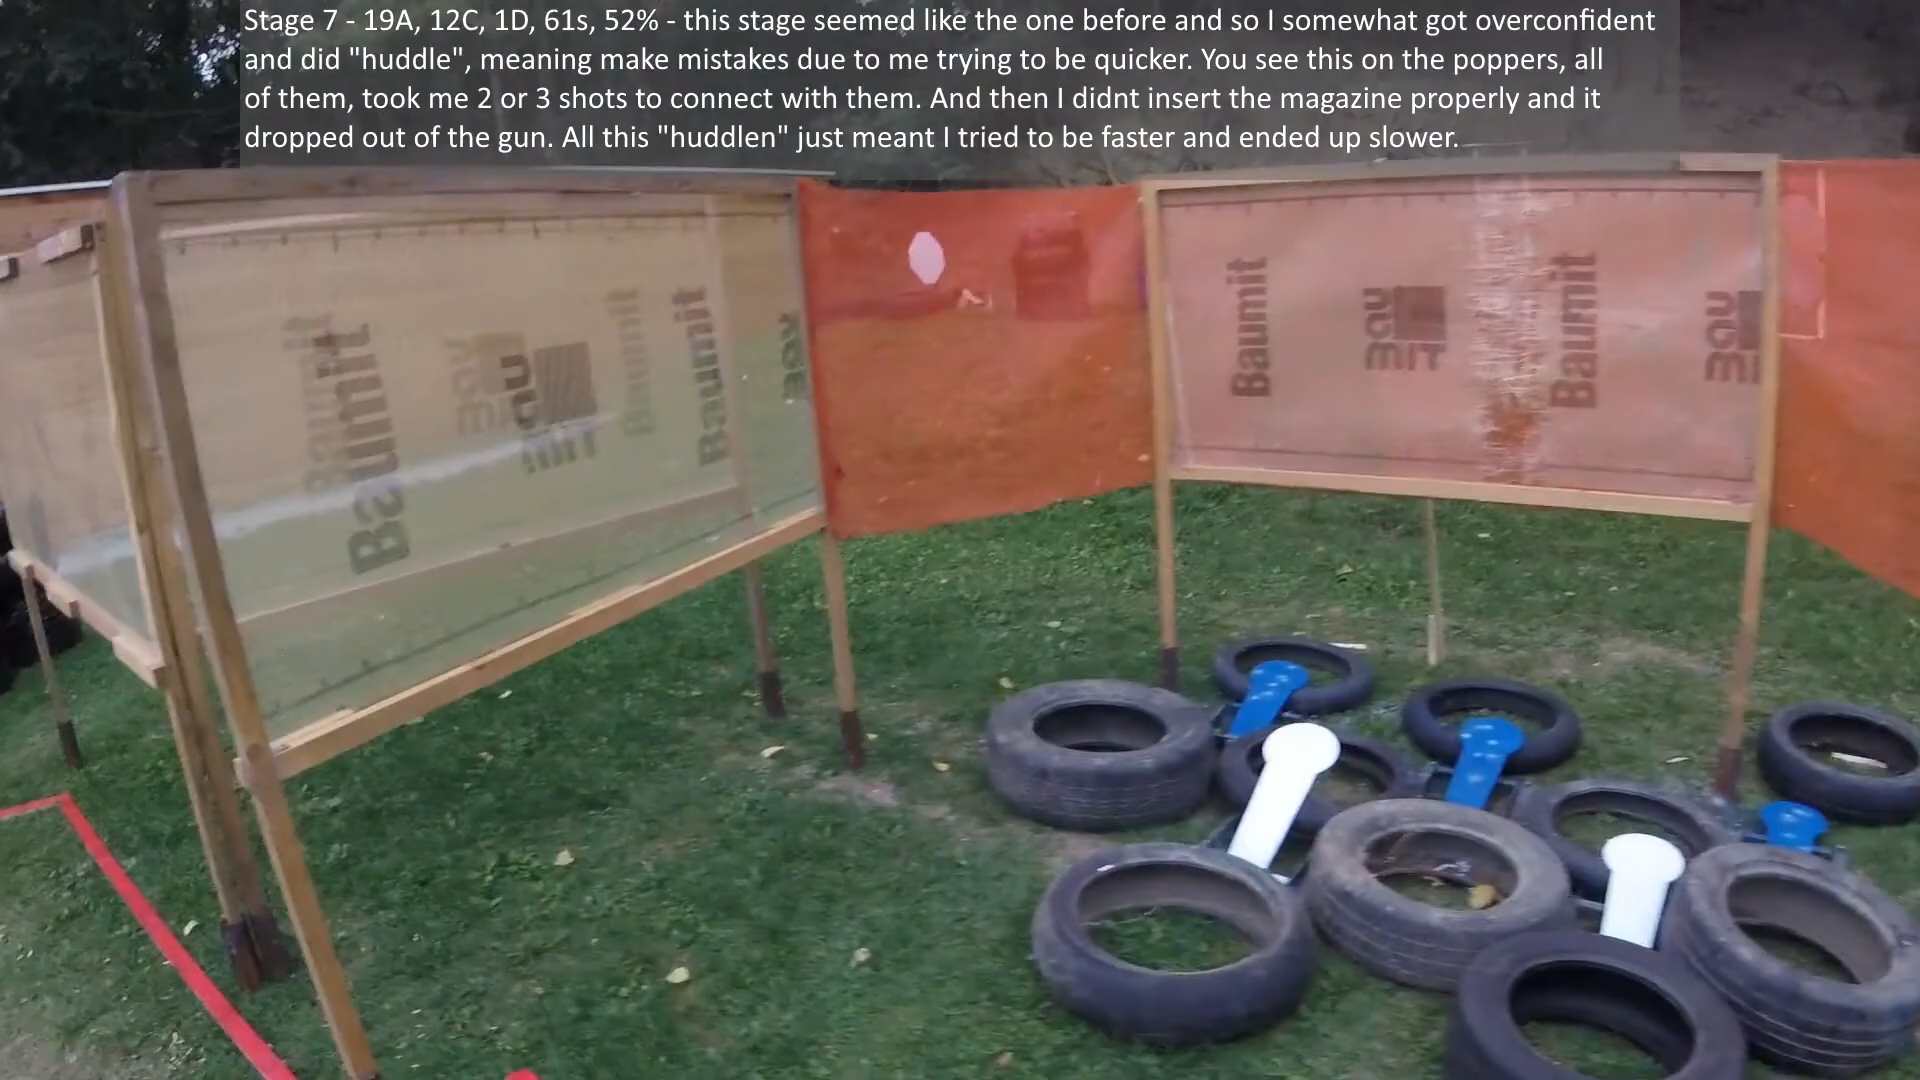 Stage 7 - 19A, 12C, 1D, 61s, 52% - this stage seemed like the one before and so I somewhat got overconfident
and did "huddle", meaning make mistakes due to me trying to be quicker. You see this on the poppers, all
of them, took me 2 or 3 shots to connect with them. And then I didnt insert the magazine properly and it
dropped out of the gun. All this "huddlen" just meant I tried to be faster and ended up slower.
Baumit
Baumit
Baumit
Baumit
Baumit
Baumit